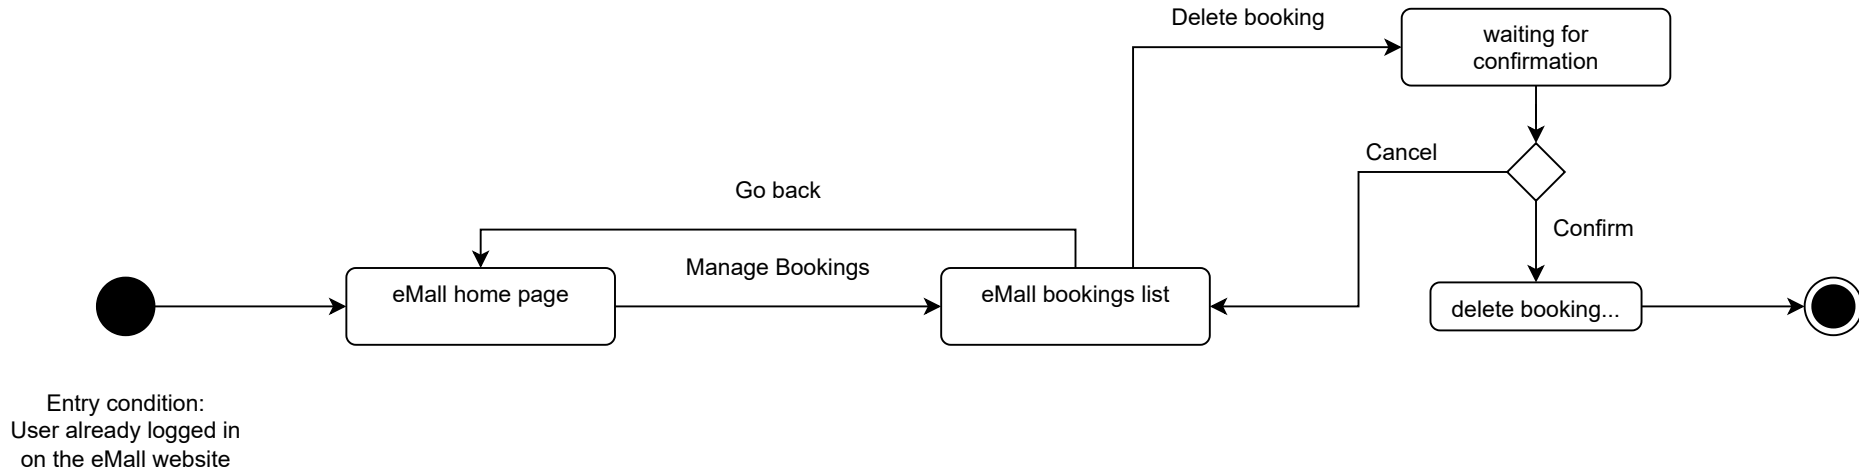 Delete booking
waiting for
confirmation
Cancel
Go back
Confirm
Manage Bookings
eMall home page
eMall bookings list
delete booking...
Entry condition:
User already logged in
on the eMall website